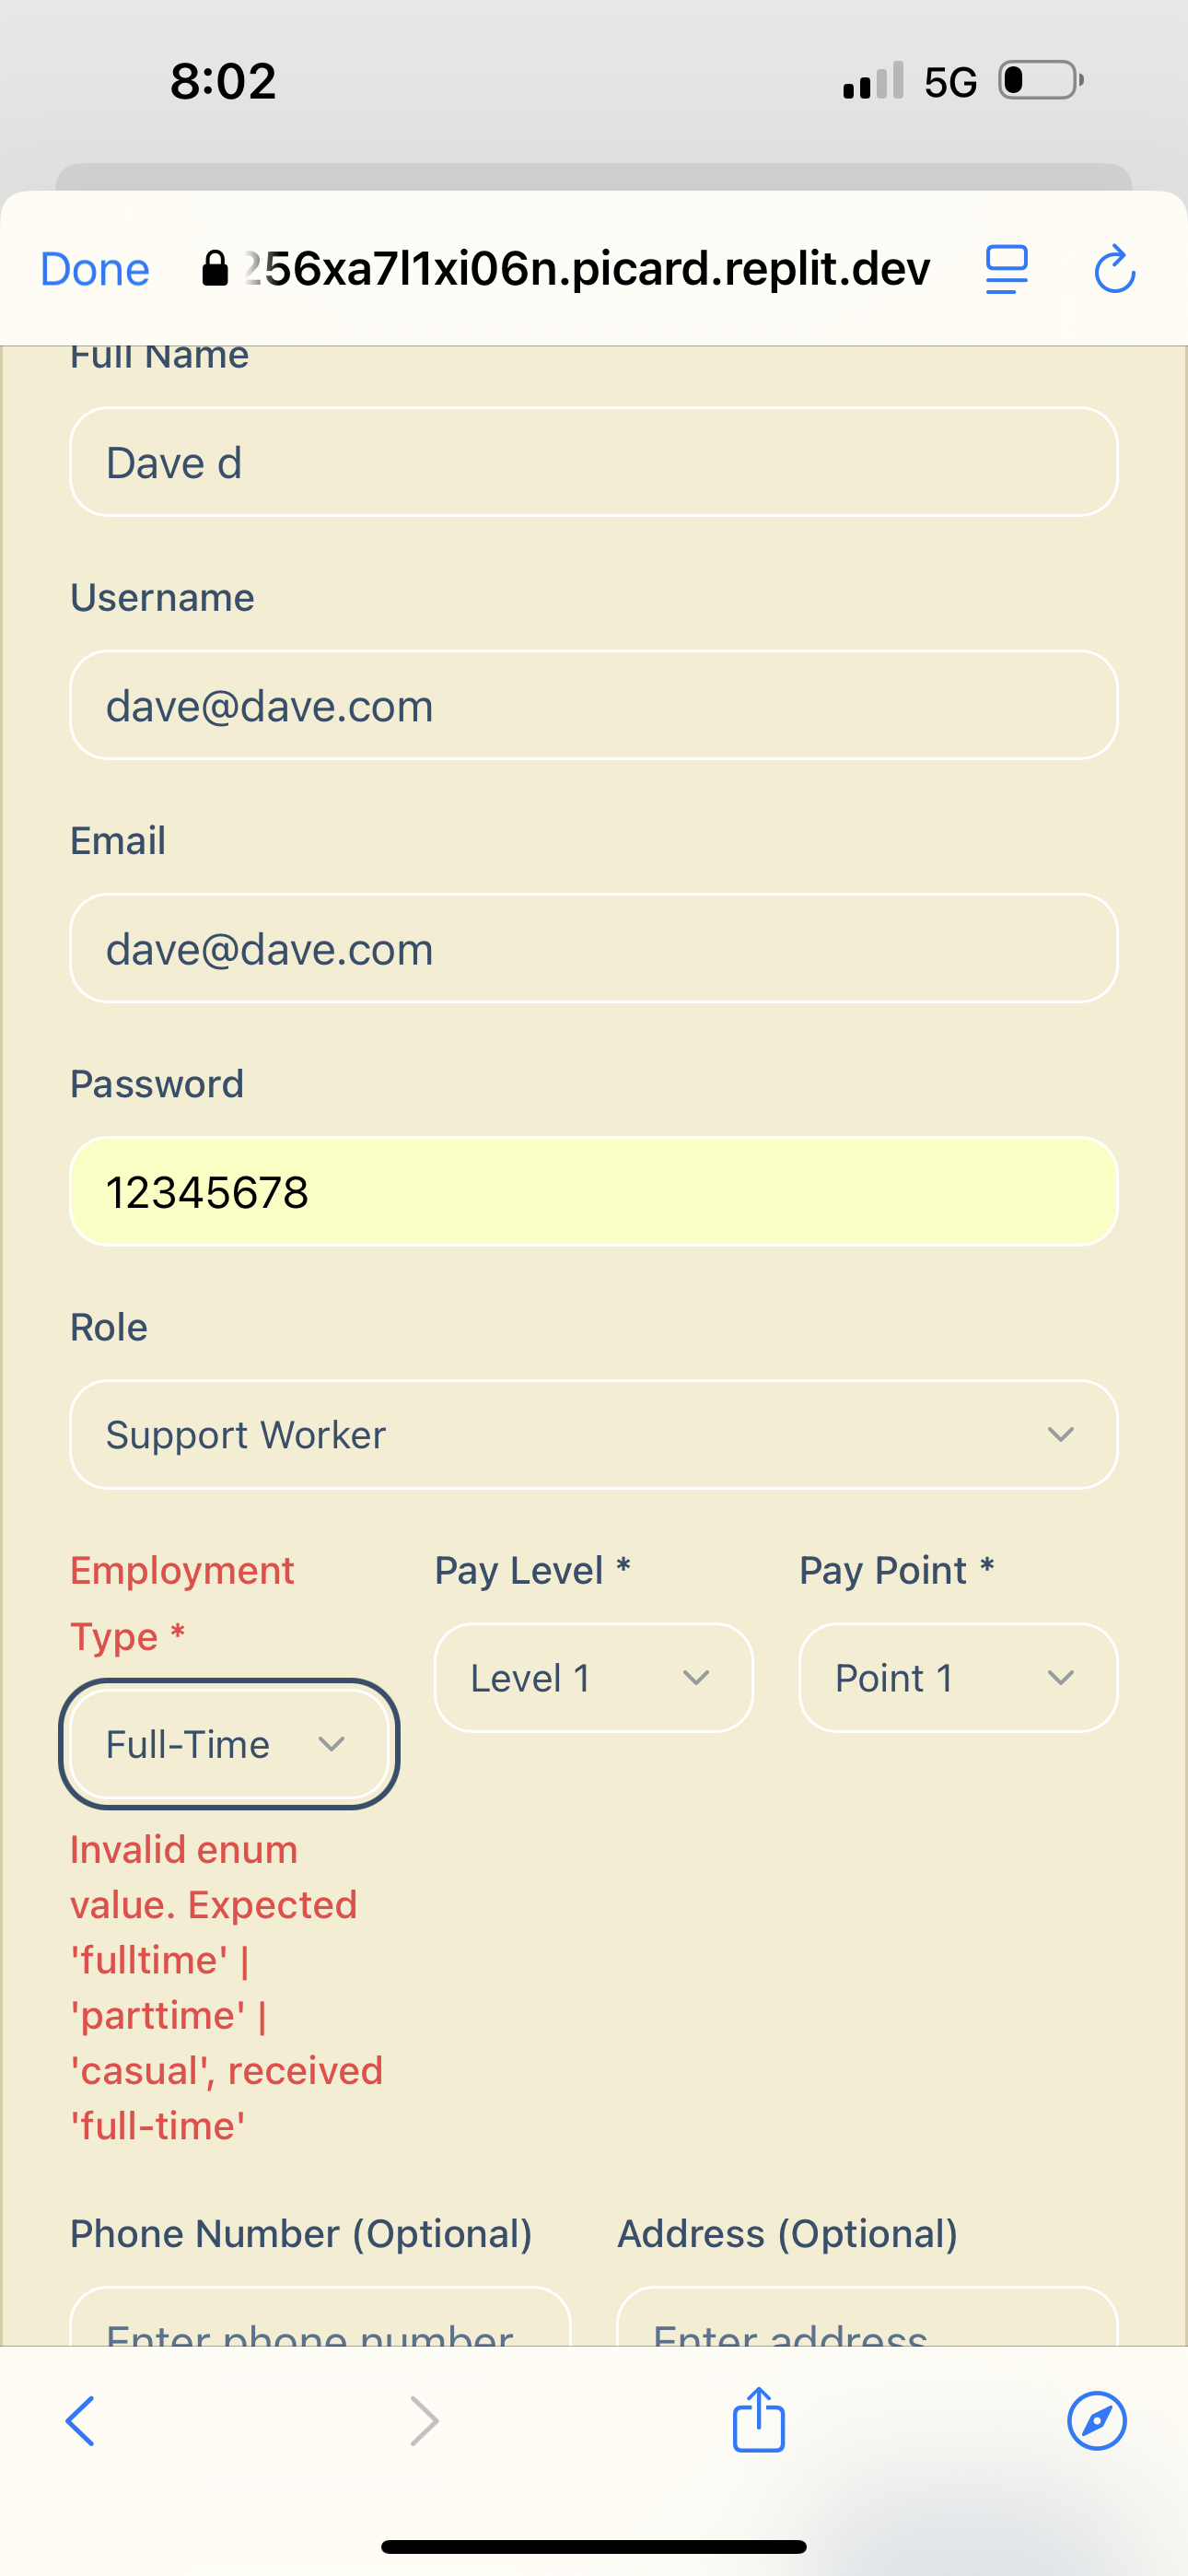 8:02
5G
Done
256xa7l1xi06n.picard.replit.dev
Full Name
Dave d
Username
dave@dave.com
Email
dave@dave.com
Password
12345678
Role
Support Worker
Employment
Type *
Pay Level *
Pay Point *
Full-Time
Level 1
Point 1
Invalid enum
value. Expected
'fulltime' |
'parttime' |
'casual', received
'full-time'
Phone Number (Optional)
Address (Optional)
Enter phone number
Enter address